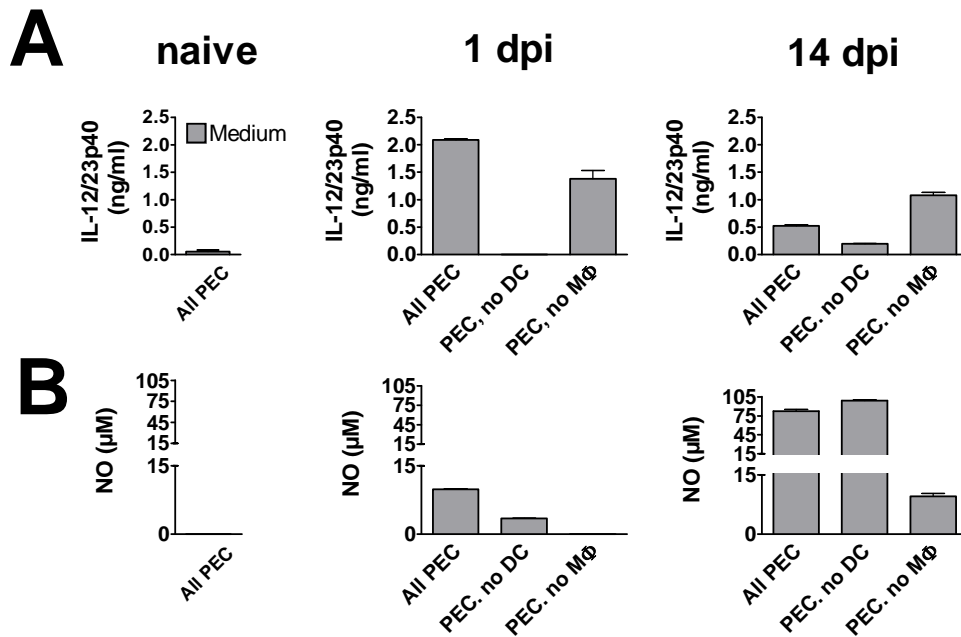 A
naive
1 dpi
14 dpi
IL-12/23p40
(ng/ml)
2.5
2.0
1.5
1.0
0.5
0.0
Medium
All PEC
IL-12/23p40
(ng/ml)
2.5
2.0
1.5
1.0
0.5
0.0
All PEC
PEC, no DC
PEC, no MΦ
IL-12/23p40
(ng/ml)
2.5
2.0
1.5
1.0
0.5
0.0
All PEC
PEC. no DC
PEC. no MΦ
B
NO (µM)
105
75
45
15
15
0
All PEC
NO (µM)
105
75
45
15
15
0
All PEC
PEC. no DC
PEC. no MΦ
NO (µM)
105
75
45
15
15
0
All PEC
PEC. no DC
PEC. no MΦ